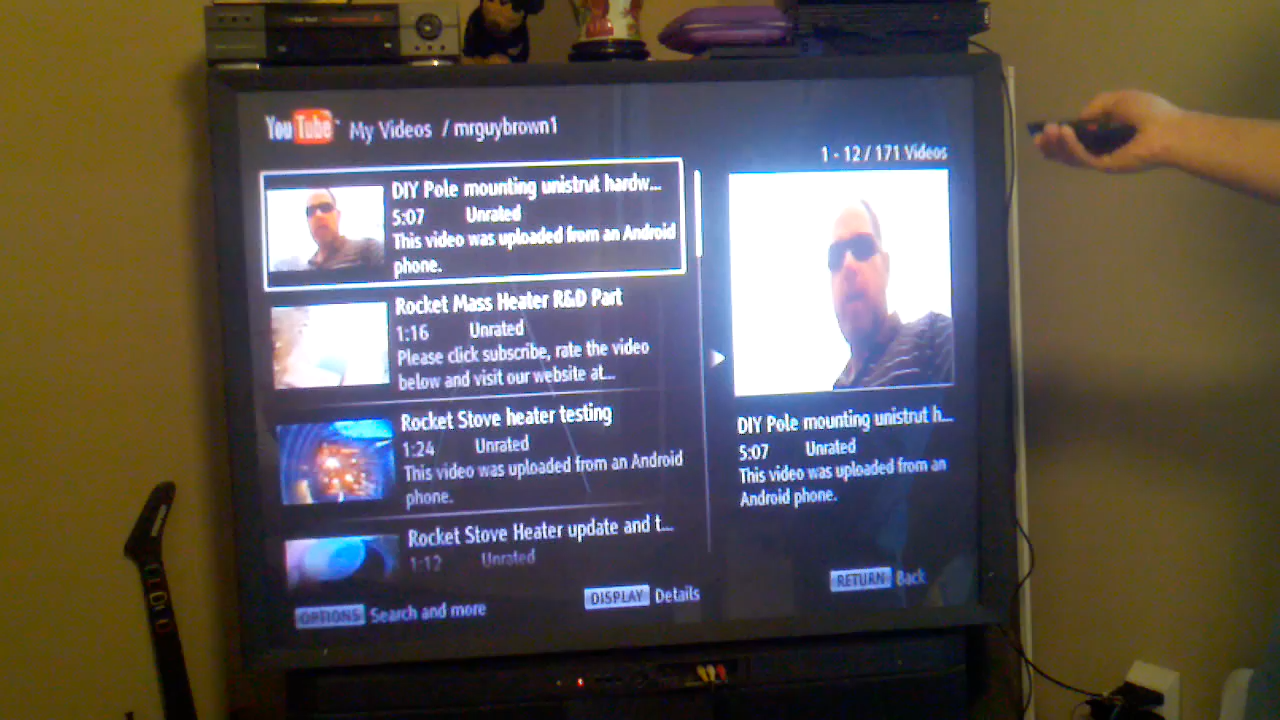 YouTube™ My Videos / mrguybrown1
1 - 12 / 171 Videos
DIY Pole mounting unistrut hardw...
5:07 Unrated
This video was uploaded from an Android
phone.
Rocket Mass Heater R&D Part
1:16 Unrated
Please click subscribe, rate the video
below and visit our website at...
Rocket Stove heater testing
1:24 Unrated
This video was uploaded from an Android
phone.
Rocket Stove Heater update and t...
1:12 Unrated
DIY Pole mounting unistrut h...
5:07 Unrated
This video was uploaded from an
Android phone.
OPTIONS Search and more
DISPLAY Details
RETURN Back